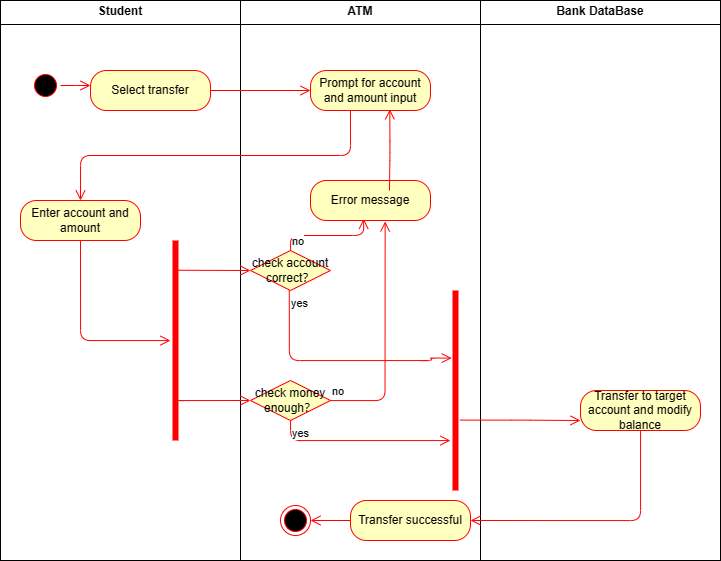 Student
ATM
Bank DataBase
Select transfer
Prompt for account
and amount input
Enter account and
amount
Error message
no
check account
correct?
yes
check money
enough?
no
yes
Transfer to target
account and modify
balance
Transfer successful